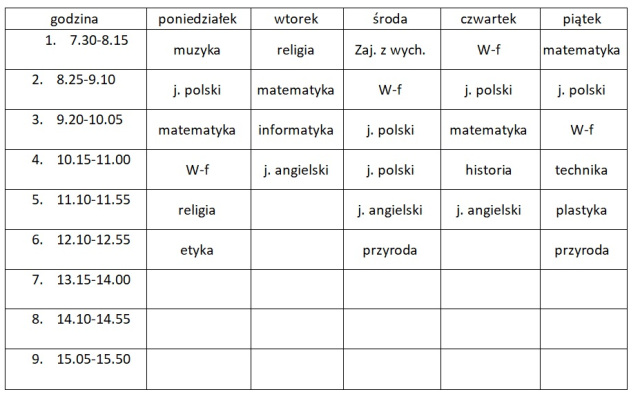 godzina poniedziałek wtorek środa czwartek piątek
1. 7.30-8.15 muzyka religia Zaj. z wych. W-f matematyka
2. 8.25-9.10 j. polski matematyka W-f j. polski j. polski
3. 9.20-10.05 matematyka informatyka j. polski matematyka W-f
4. 10.15-11.00 W-f j. angielski j. polski historia technika
5. 11.10-11.55 religia j. angielski j. angielski plastyka
6. 12.10-12.55 etyka przyroda przyroda
7. 13.15-14.00
8. 14.10-14.55
9. 15.05-15.50